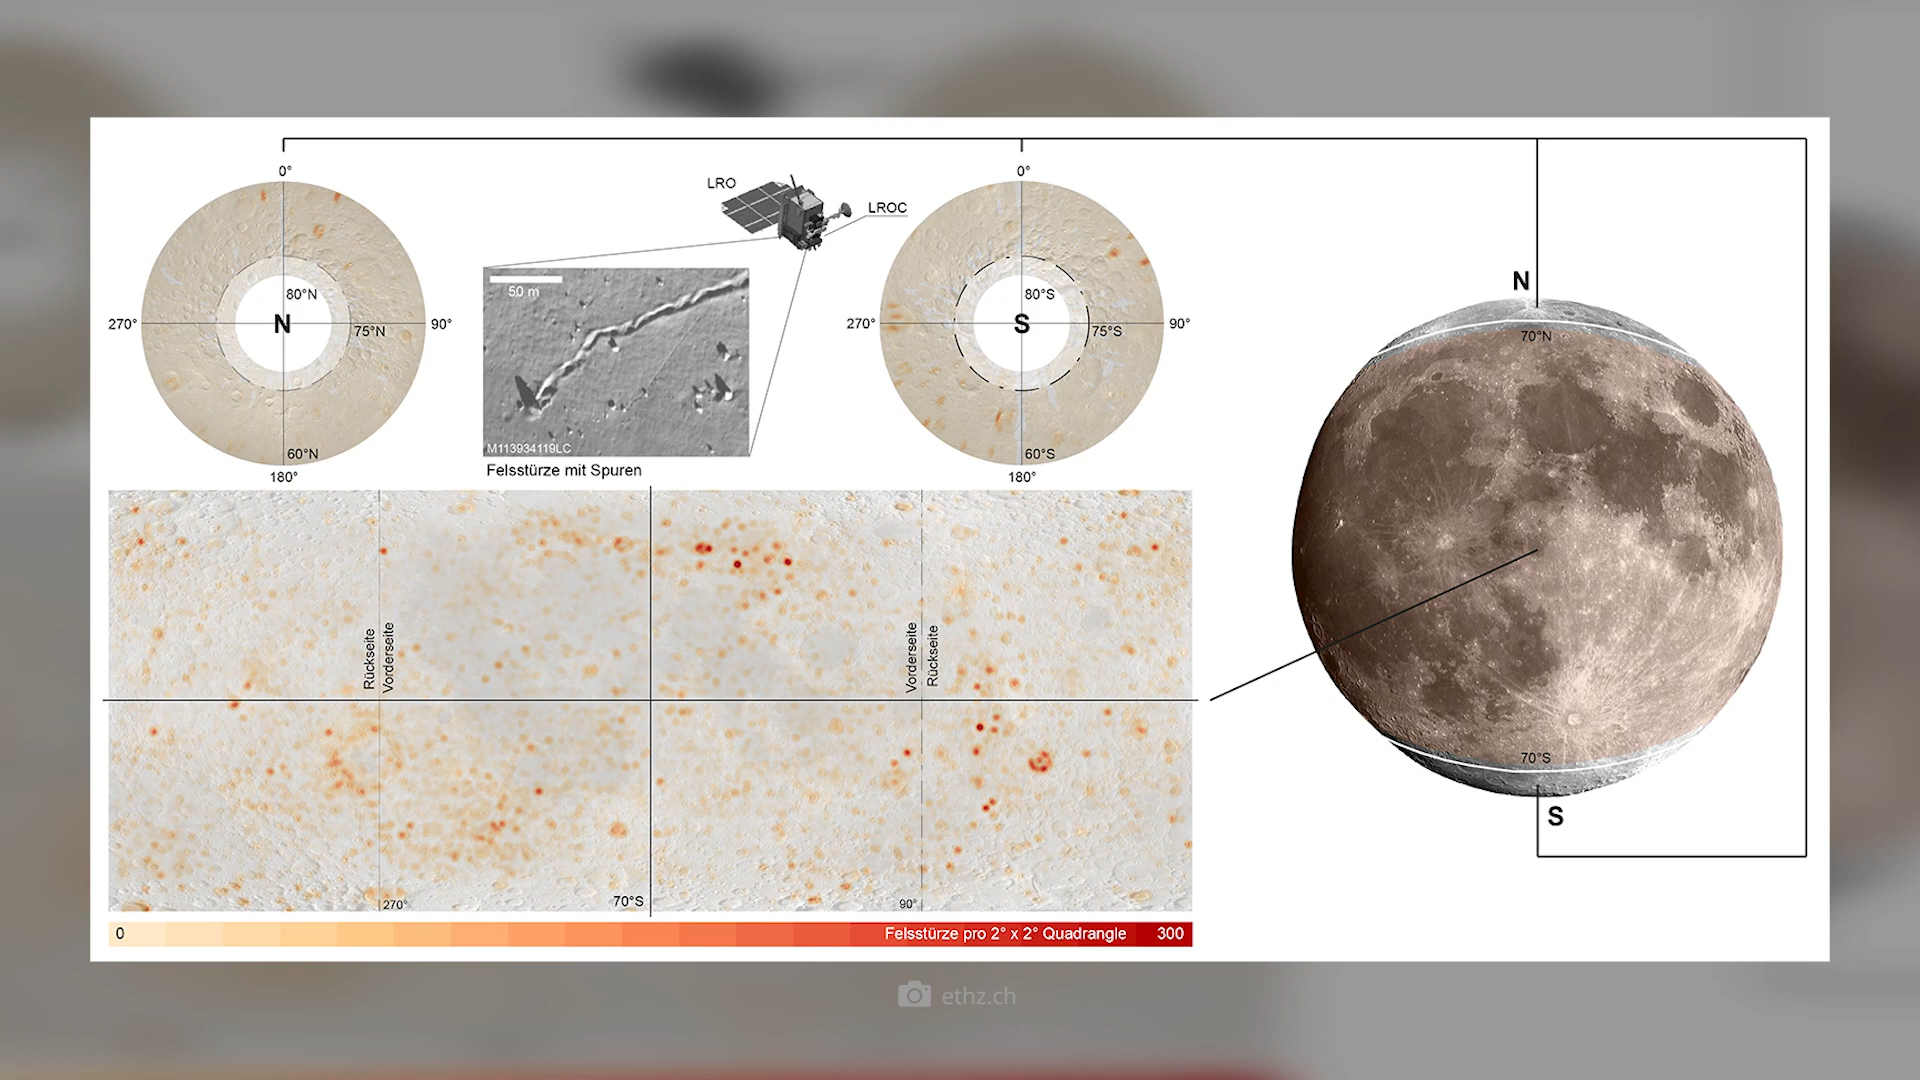 0°
270°
80°N
N
75°N
90°
60°N
180°
LRO
LROC
50 m
M113934119LC
Felsstürze mit Spuren
0°
270°
80°S
S
75°S
90°
60°S
180°
N
70°N
70°S
S
Rückseite
Vorderseite
Vorderseite
Rückseite
270°
70°S
90°
0
Felsstürze pro 2° x 2° Quadrangle
300
ethz.ch